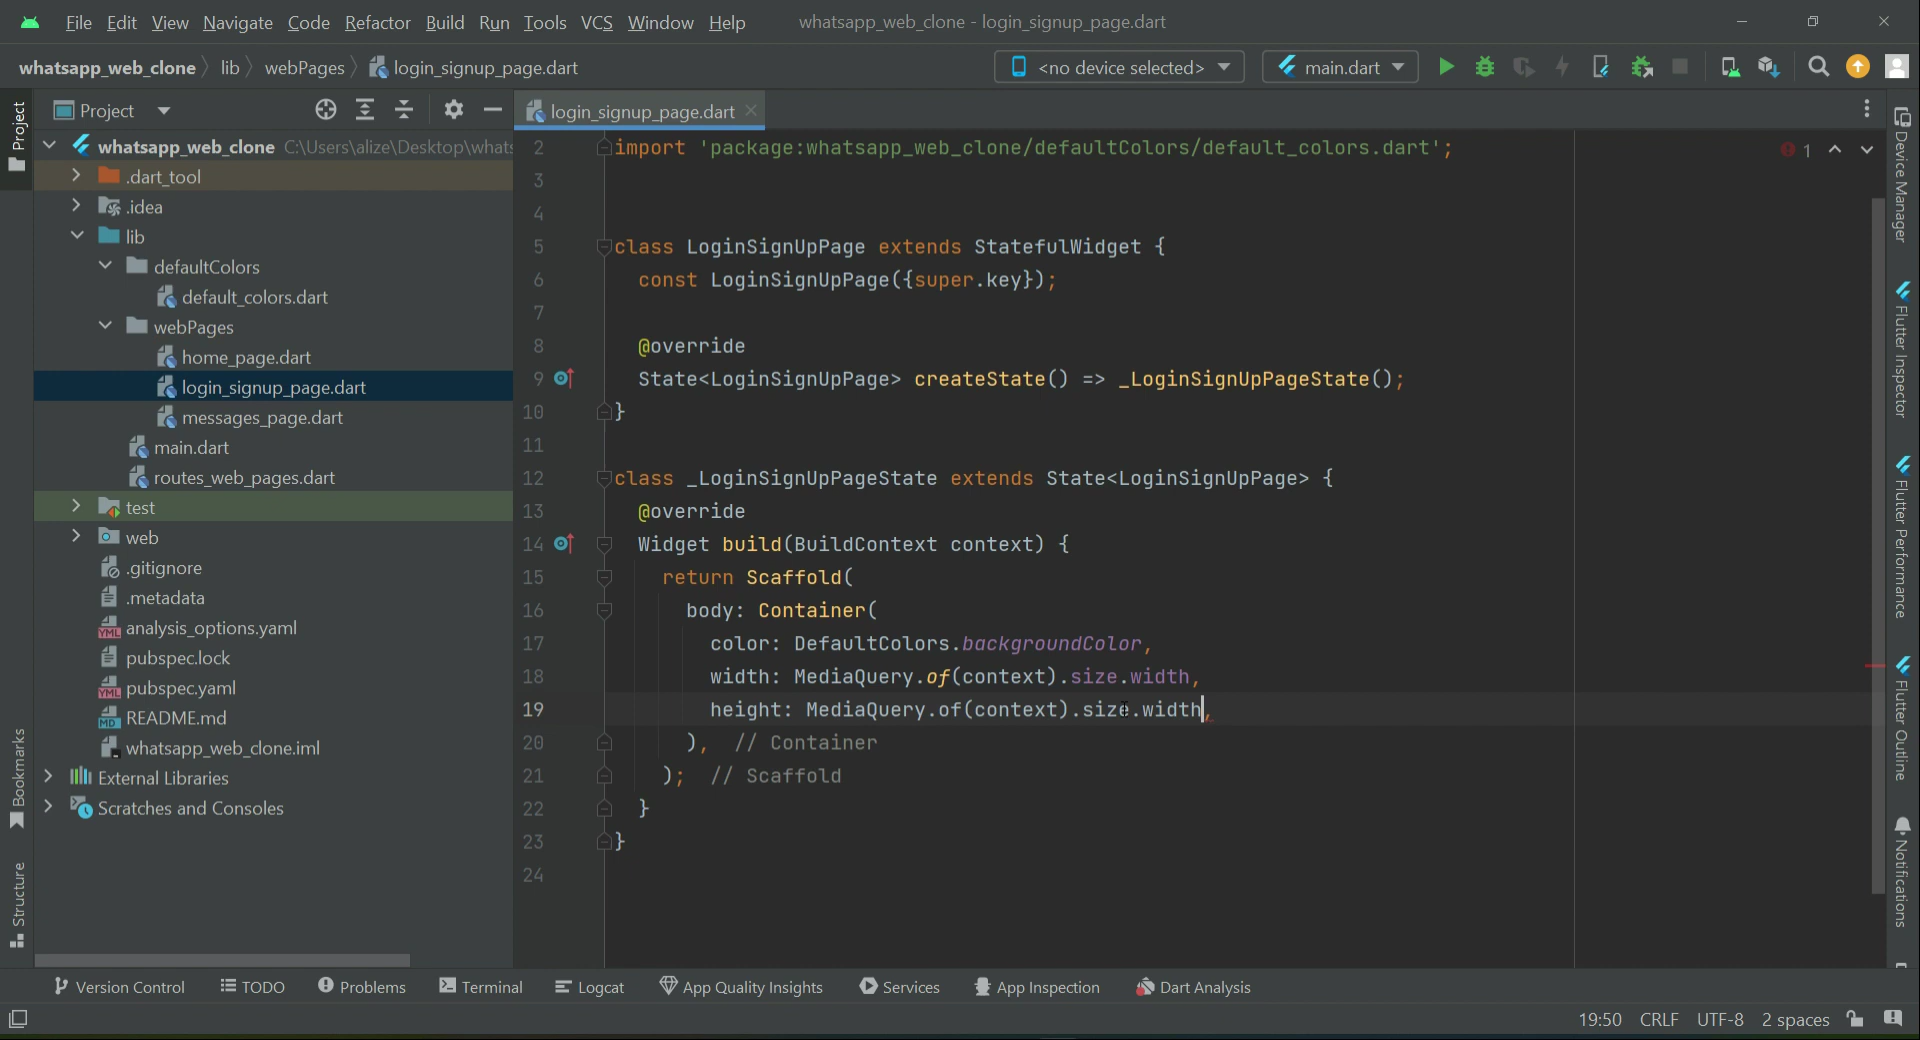 File Edit View Navigate Code Refactor Build Run Tools VCS Window Help whatsapp_web_clone - login_signup_page.dart
whatsapp_web_clone lib webPages login_signup_page.dart <no device selected> main.dart
Project
Project
login_signup_page.dart
whatsapp_web_clone C:\Users\alize\Desktop\whats
.dart_tool
.idea
lib
defaultColors
default_colors.dart
webPages
home_page.dart
login_signup_page.dart
messages_page.dart
main.dart
routes_web_pages.dart
test
web
.gitignore
.metadata
analysis_options.yaml
pubspec.lock
pubspec.yaml
README.md
whatsapp_web_clone.iml
External Libraries
Scratches and Consoles
Bookmarks
Structure
2 import 'package:whatsapp_web_clone/defaultColors/default_colors.dart';
1
3
4
5 class LoginSignUpPage extends StatefulWidget {
6 const LoginSignUpPage({super.key});
7
8 @override
9 State<LoginSignUpPage> createState() => _LoginSignUpPageState();
10 }
11
12 class _LoginSignUpPageState extends State<LoginSignUpPage> {
13 @override
14 Widget build(BuildContext context) {
15 return Scaffold(
16 body: Container(
17 color: DefaultColors.backgroundColor,
18 width: MediaQuery.of(context).size.width,
19 height: MediaQuery.of(context).size.width,
20 ), // Container
21 ); // Scaffold
22 }
23 }
24
Device Manager
Flutter Inspector
Flutter Performance
Flutter Outline
Notifications
Version Control TODO Problems Terminal Logcat App Quality Insights Services App Inspection Dart Analysis
19:50 CRLF UTF-8 2 spaces